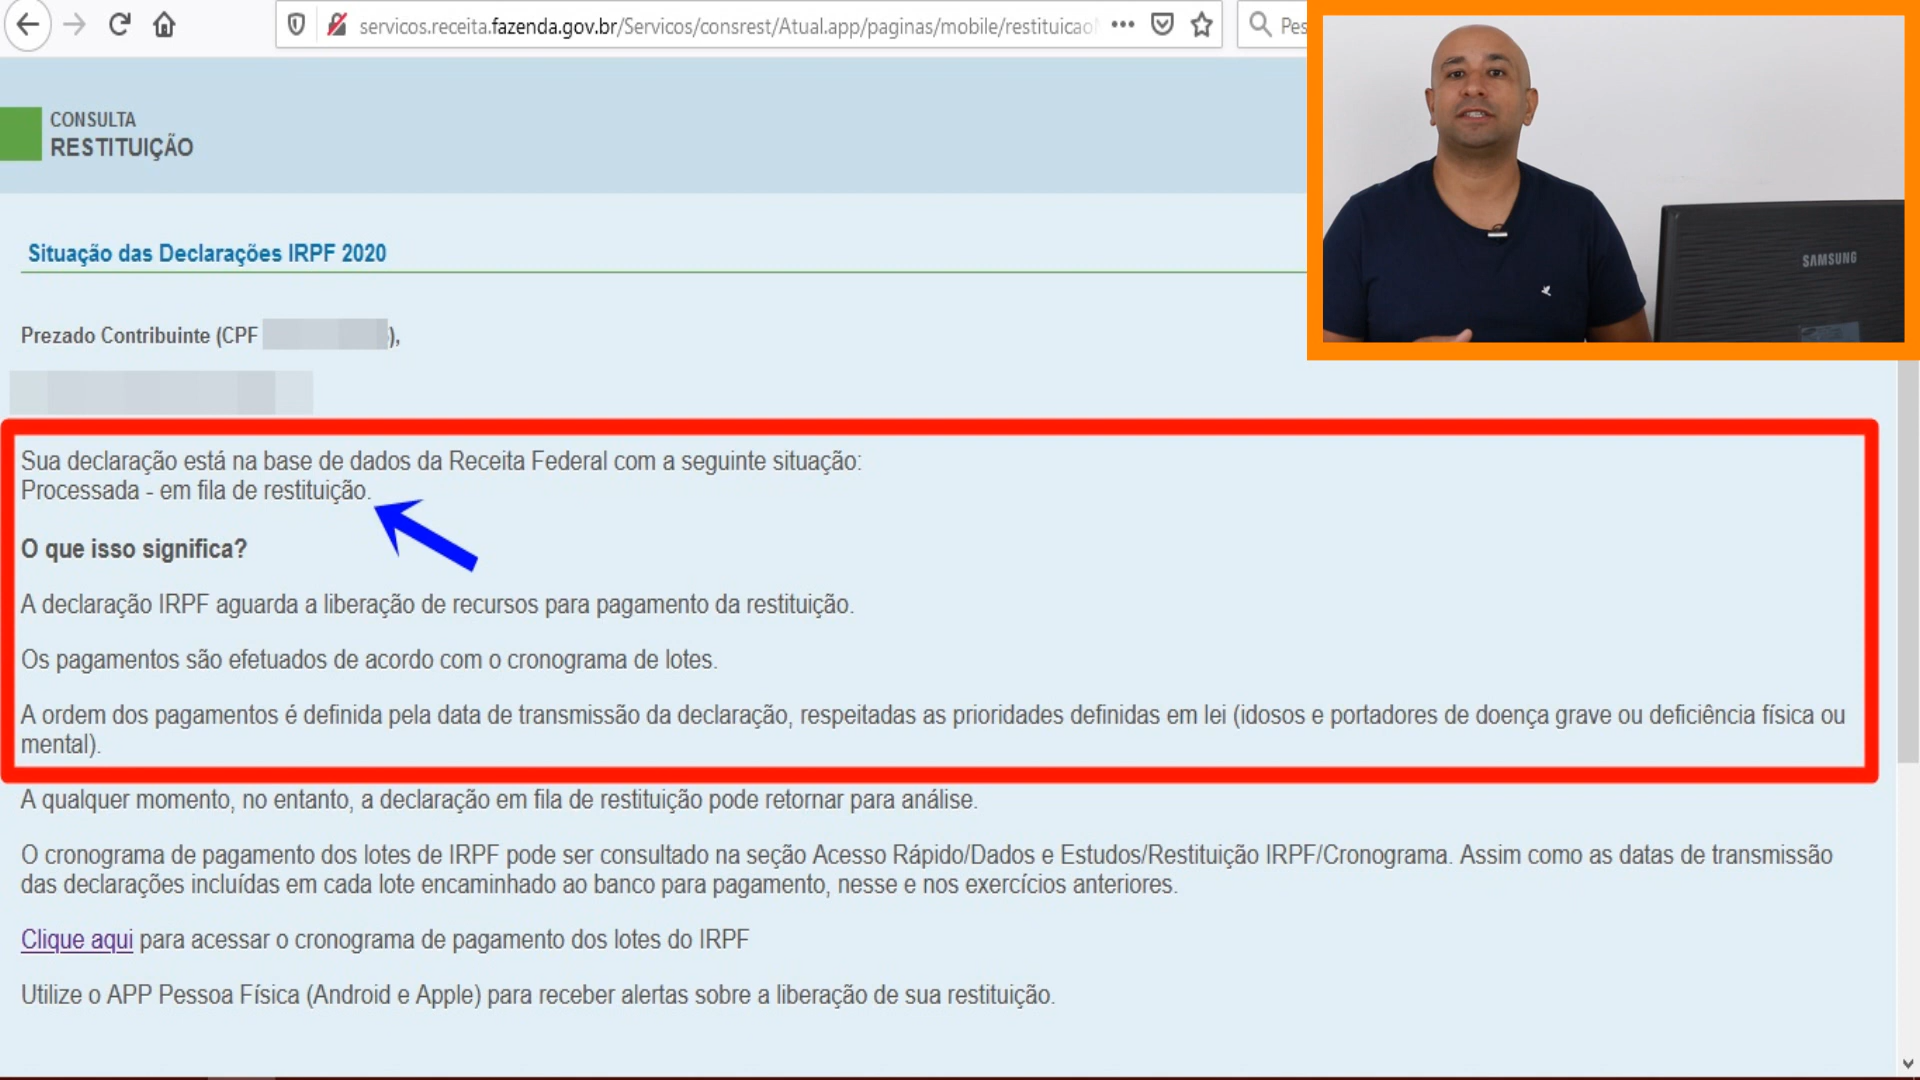 servicos.receita.fazenda.gov.br/Servicos/consrest/Atual.app/paginas/mobile/restituicao
CONSULTA
RESTITUIÇÃO
Situação das Declarações IRPF 2020
Prezado Contribuinte (CPF ),
Sua declaração está na base de dados da Receita Federal com a seguinte situação:
Processada - em fila de restituição.
O que isso significa?
A declaração IRPF aguarda a liberação de recursos para pagamento da restituição.
Os pagamentos são efetuados de acordo com o cronograma de lotes.
A ordem dos pagamentos é definida pela data de transmissão da declaração, respeitadas as prioridades definidas em lei (idosos e portadores de doença grave ou deficiência física ou
mental).
A qualquer momento, no entanto, a declaração em fila de restituição pode retornar para análise.
O cronograma de pagamento dos lotes de IRPF pode ser consultado na seção Acesso Rápido/Dados e Estudos/Restituição IRPF/Cronograma. Assim como as datas de transmissão
das declarações incluídas em cada lote encaminhado ao banco para pagamento, nesse e nos exercícios anteriores.
Clique aqui para acessar o cronograma de pagamento dos lotes do IRPF
Utilize o APP Pessoa Física (Android e Apple) para receber alertas sobre a liberação de sua restituição.
SAMSUNG